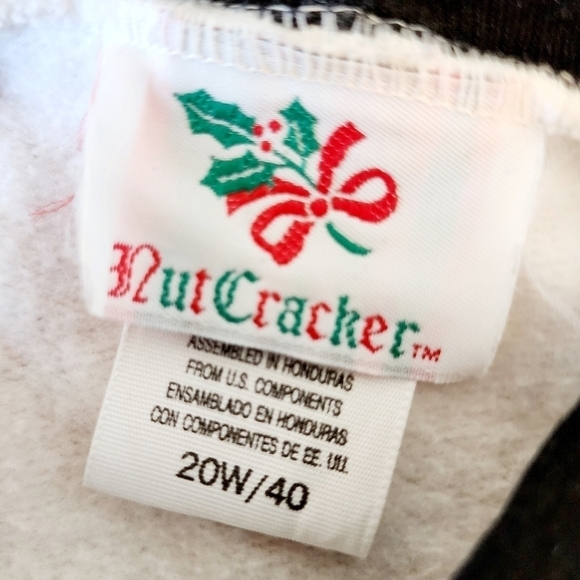 NutCracker™
ASSEMBLED IN HONDURAS
FROM U.S. COMPONENTS
ENSAMBLADO EN HONDURAS
CON COMPONENTES DE EE. UU.
20W/40